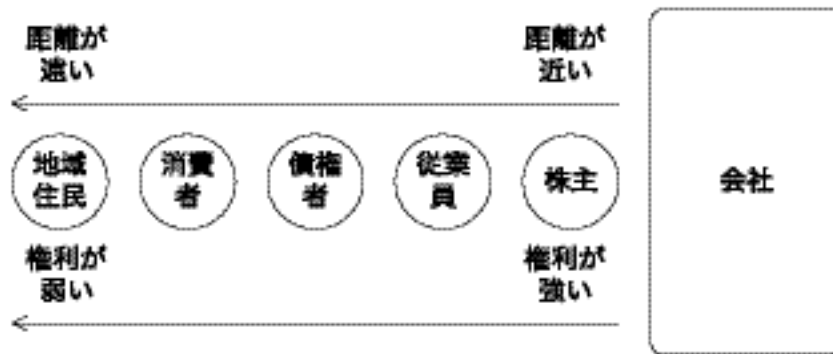 距離が
遠い
距離が
近い
地域
住民
消費
者
債権
者
従業
員
株主
会社
権利が
弱い
権利が
強い